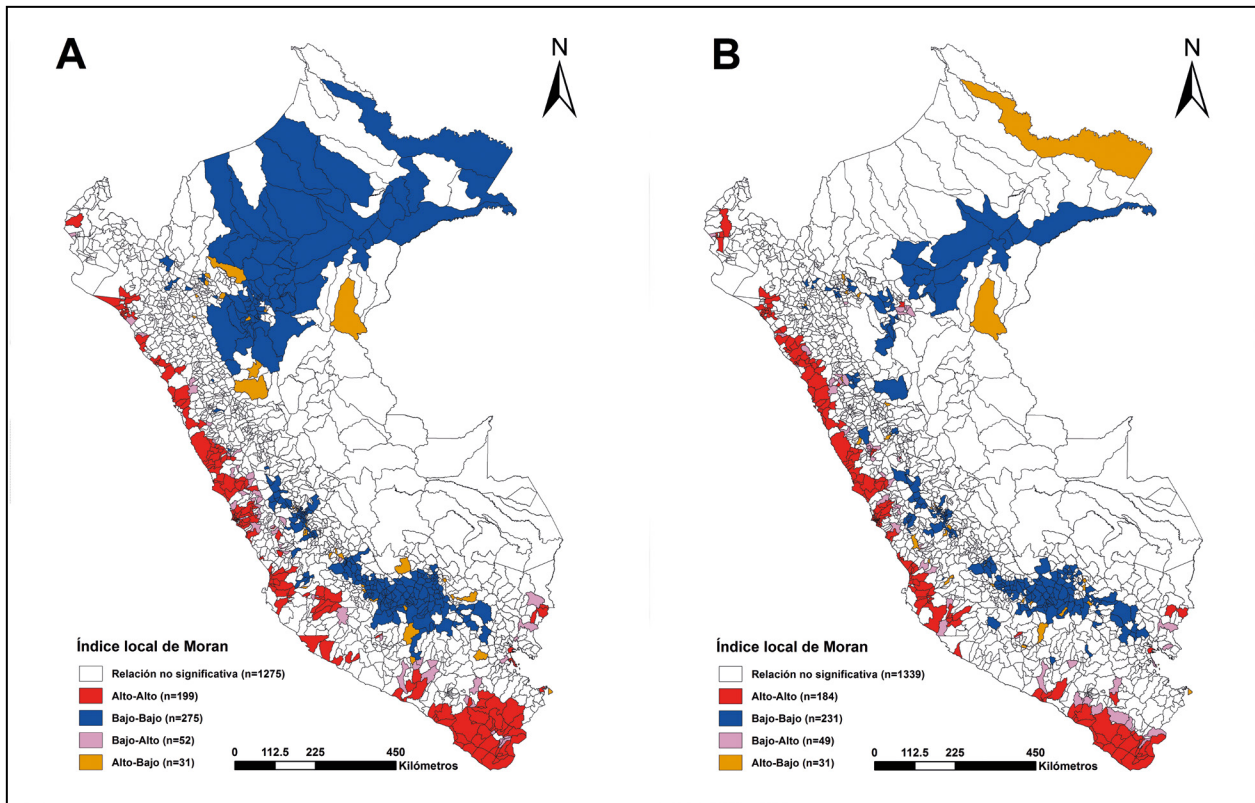 A
N
Índice local de Moran
Relación no significativa (n=1275)
Alto-Alto (n=199)
Bajo-Bajo (n=275)
Bajo-Alto (n=52)
Alto-Bajo (n=31)
0 112.5 225 450
Kilómetros
B
N
Índice local de Moran
Relación no significativa (n=1339)
Alto-Alto (n=184)
Bajo-Bajo (n=231)
Bajo-Alto (n=49)
Alto-Bajo (n=31)
0 112.5 225 450
Kilómetros